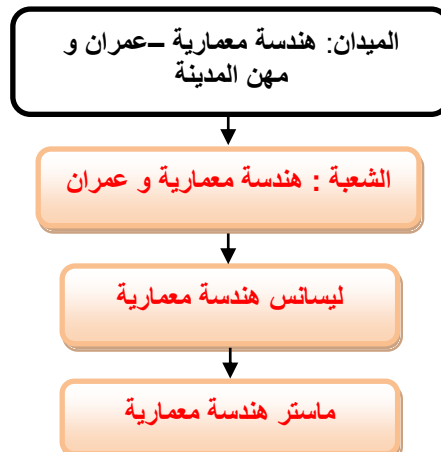 الميدان: هندسة معمارية –عمران و
مهن المدينة
الشعبة : هندسة معمارية و عمران
ليسانس هندسة معمارية
ماستر هندسة معمارية